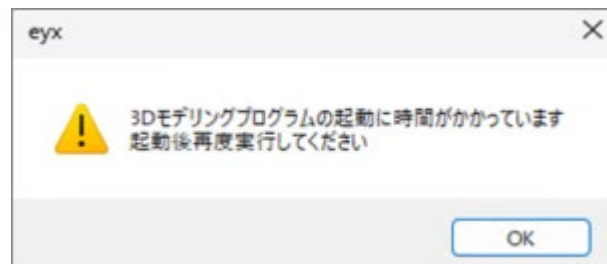 eyx
3Dモデリングプログラムの起動に時間がかかっています
起動後再度実行してください
OK